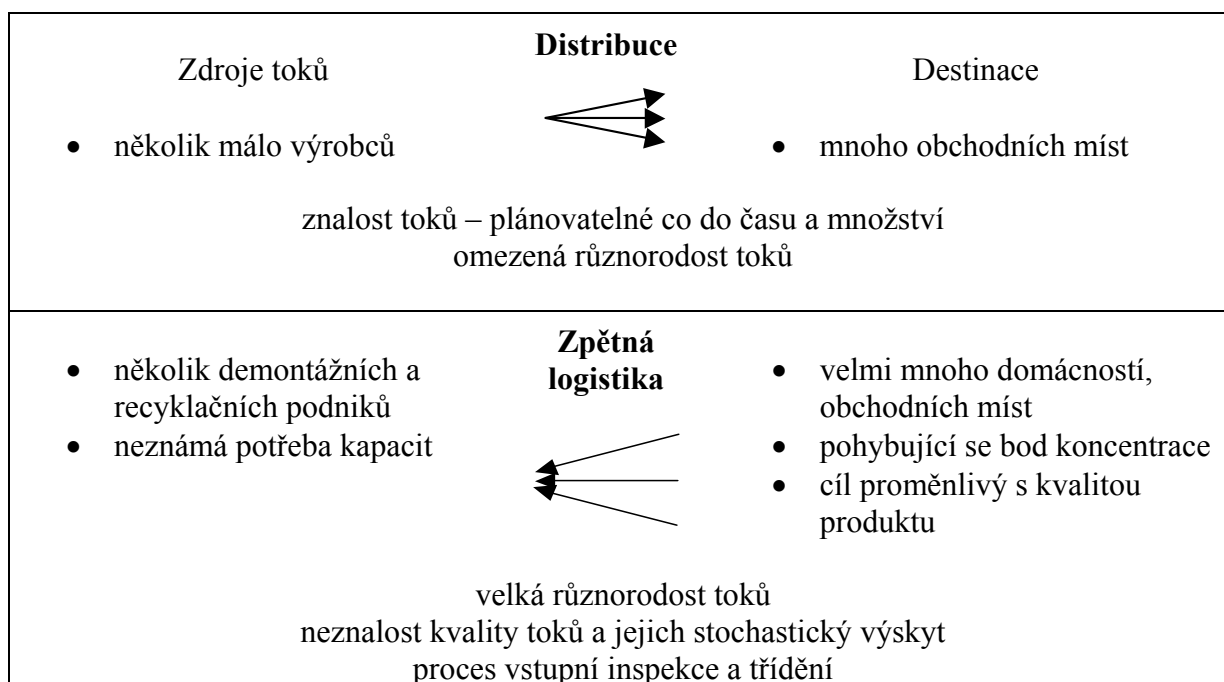 Distribuce
Zdroje toků
Destinace
• několik málo výrobců
• mnoho obchodních míst
znalost toků – plánovatelné co do času a množství
omezená různorodost toků
Zpětná
logistika
• několik demontážních a
recyklačních podniků
• neznámá potřeba kapacit
• velmi mnoho domácností,
obchodních míst
• pohybující se bod koncentrace
• cíl proměnlivý s kvalitou
produktu
velká různorodost toků
neznalost kvality toků a jejich stochastický výskyt
proces vstupní inspekce a třídění